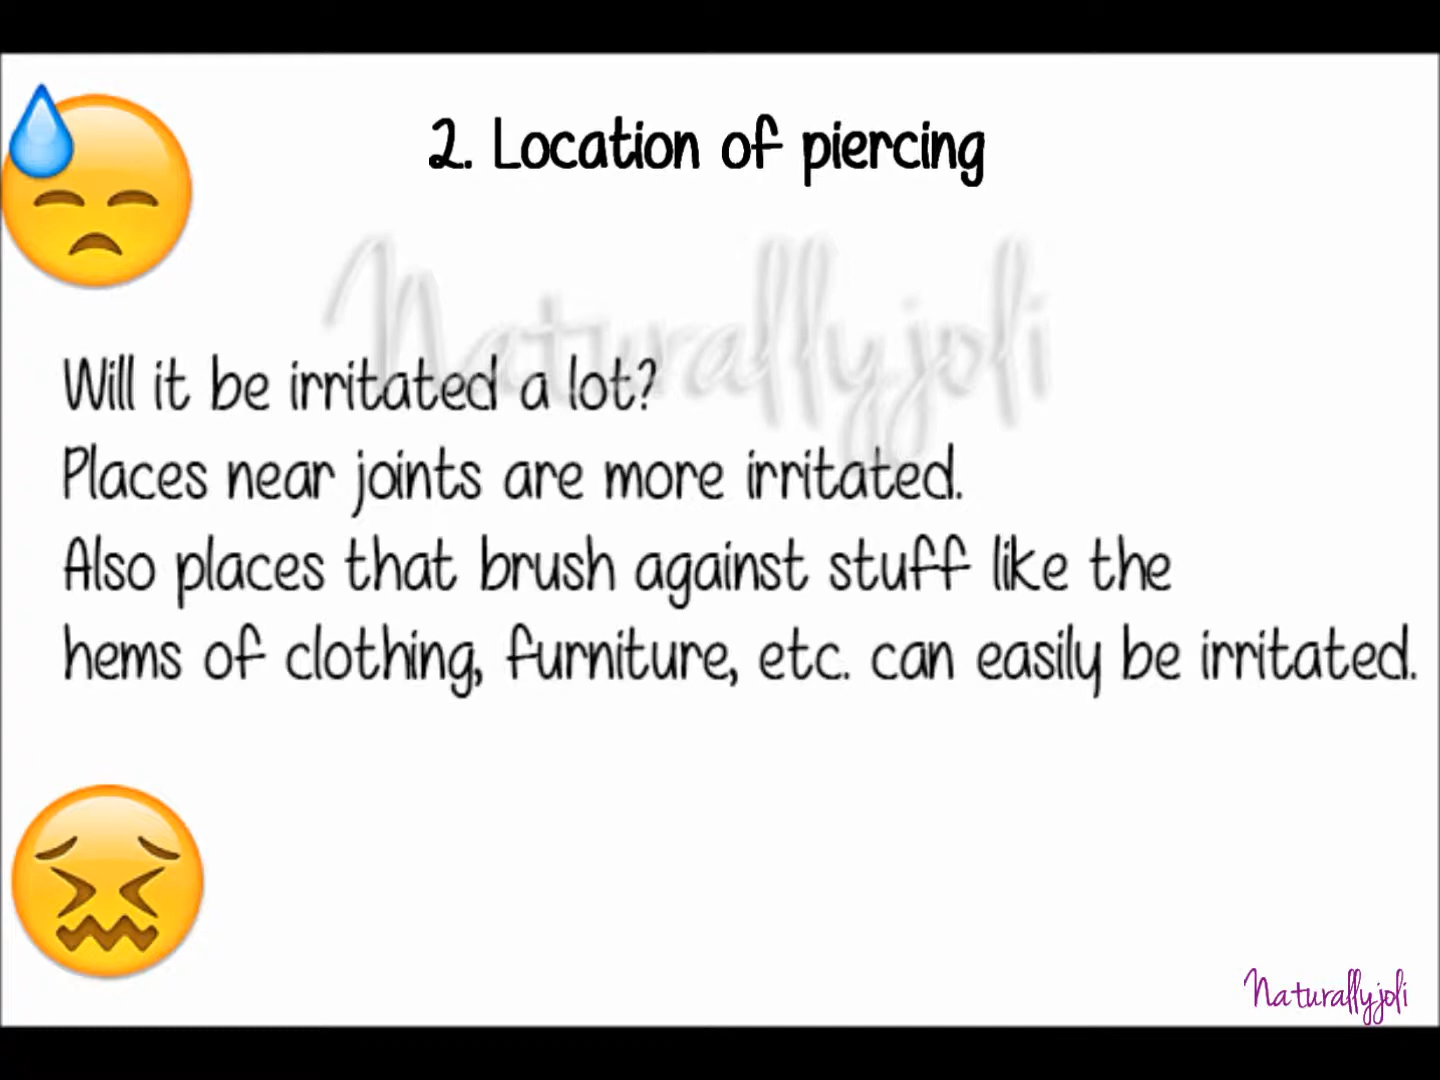 2. Location of piercing
Naturallyjoli
Will it be irritated a lot?
Places near joints are more irritated.
Also places that brush against stuff like the
hems of clothing, furniture, etc. can easily be irritated.
Naturallyjoli